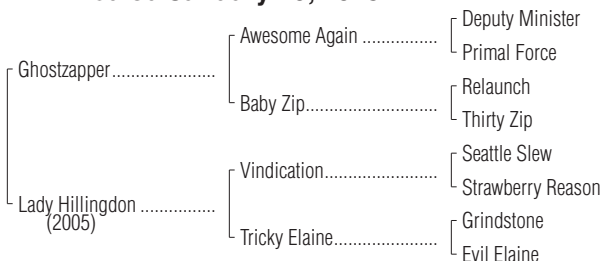 Deputy Minister
Awesome Again ..................
Primal Force
Ghostzapper.........................
Relaunch
Baby Zip................................
Thirty Zip
Seattle Slew
Vindication............................
Strawberry Reason
Lady Hillingdon ..................
(2005)
Grindstone
Tricky Elaine.........................
Evil Elaine